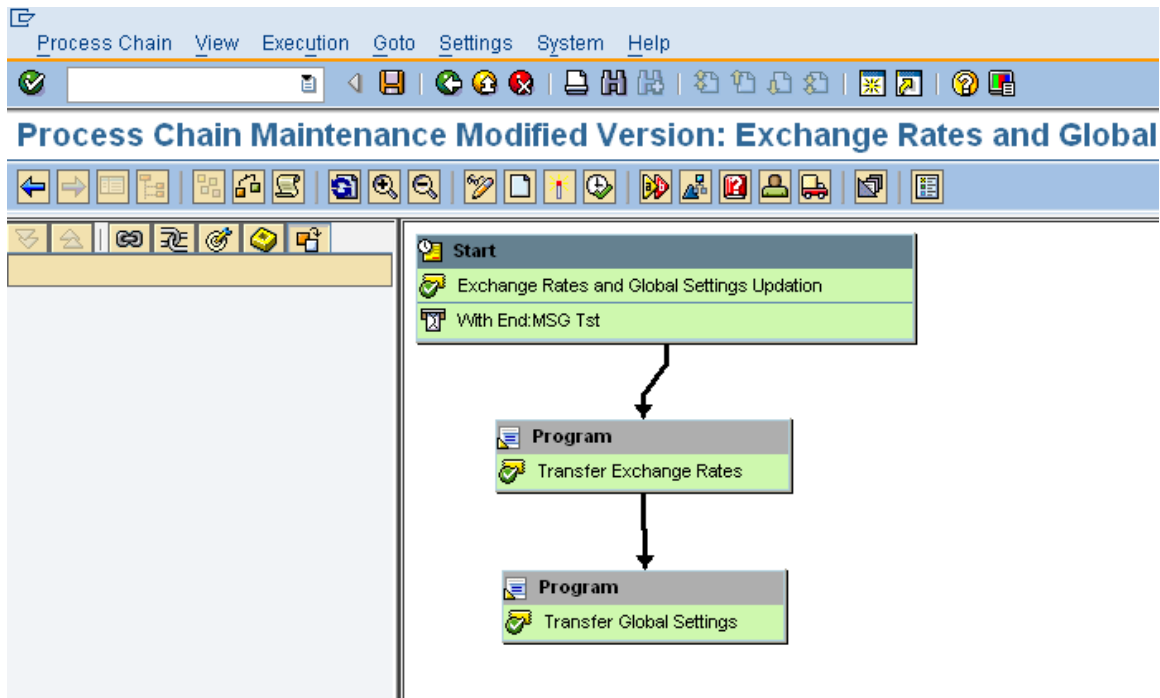 Process Chain View Execution Goto Settings System Help
Process Chain Maintenance Modified Version: Exchange Rates and Global
Start
Exchange Rates and Global Settings Updation
With End:MSG Tst
Program
Transfer Exchange Rates
Program
Transfer Global Settings